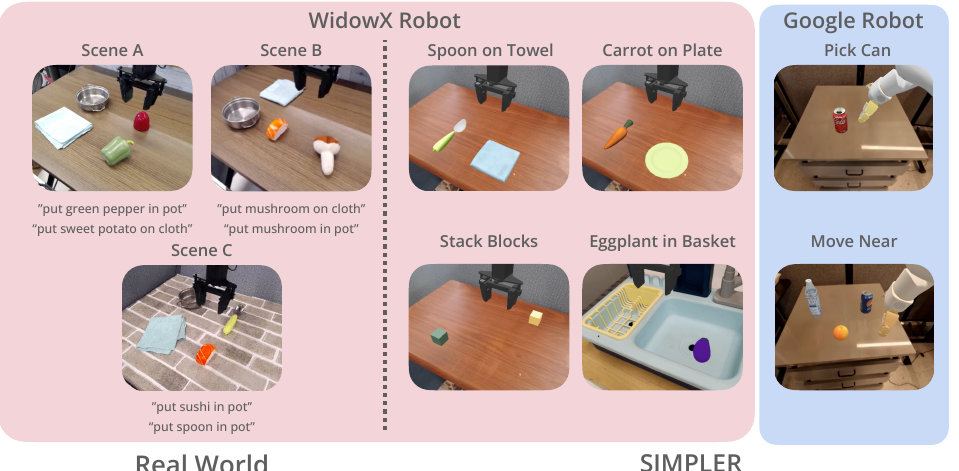 WidowX Robot
Google Robot
Scene A
Scene B
Spoon on Towel
Carrot on Plate
Pick Can
"put green pepper in pot"
"put sweet potato on cloth"
"put mushroom on cloth"
"put mushroom in pot"
Scene C
Stack Blocks
Eggplant in Basket
Move Near
"put sushi in pot"
"put spoon in pot"
Real World
SIMPLER